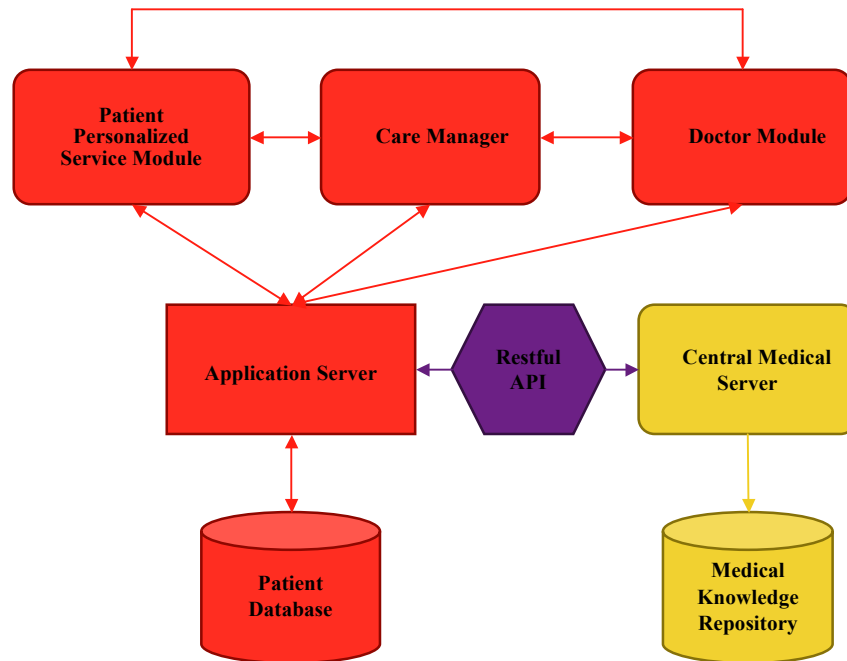 Patient
Personalized
Service Module
Care Manager
Doctor Module
Application Server
Restful
API
Central Medical
Server
Patient
Database
Medical
Knowledge
Repository